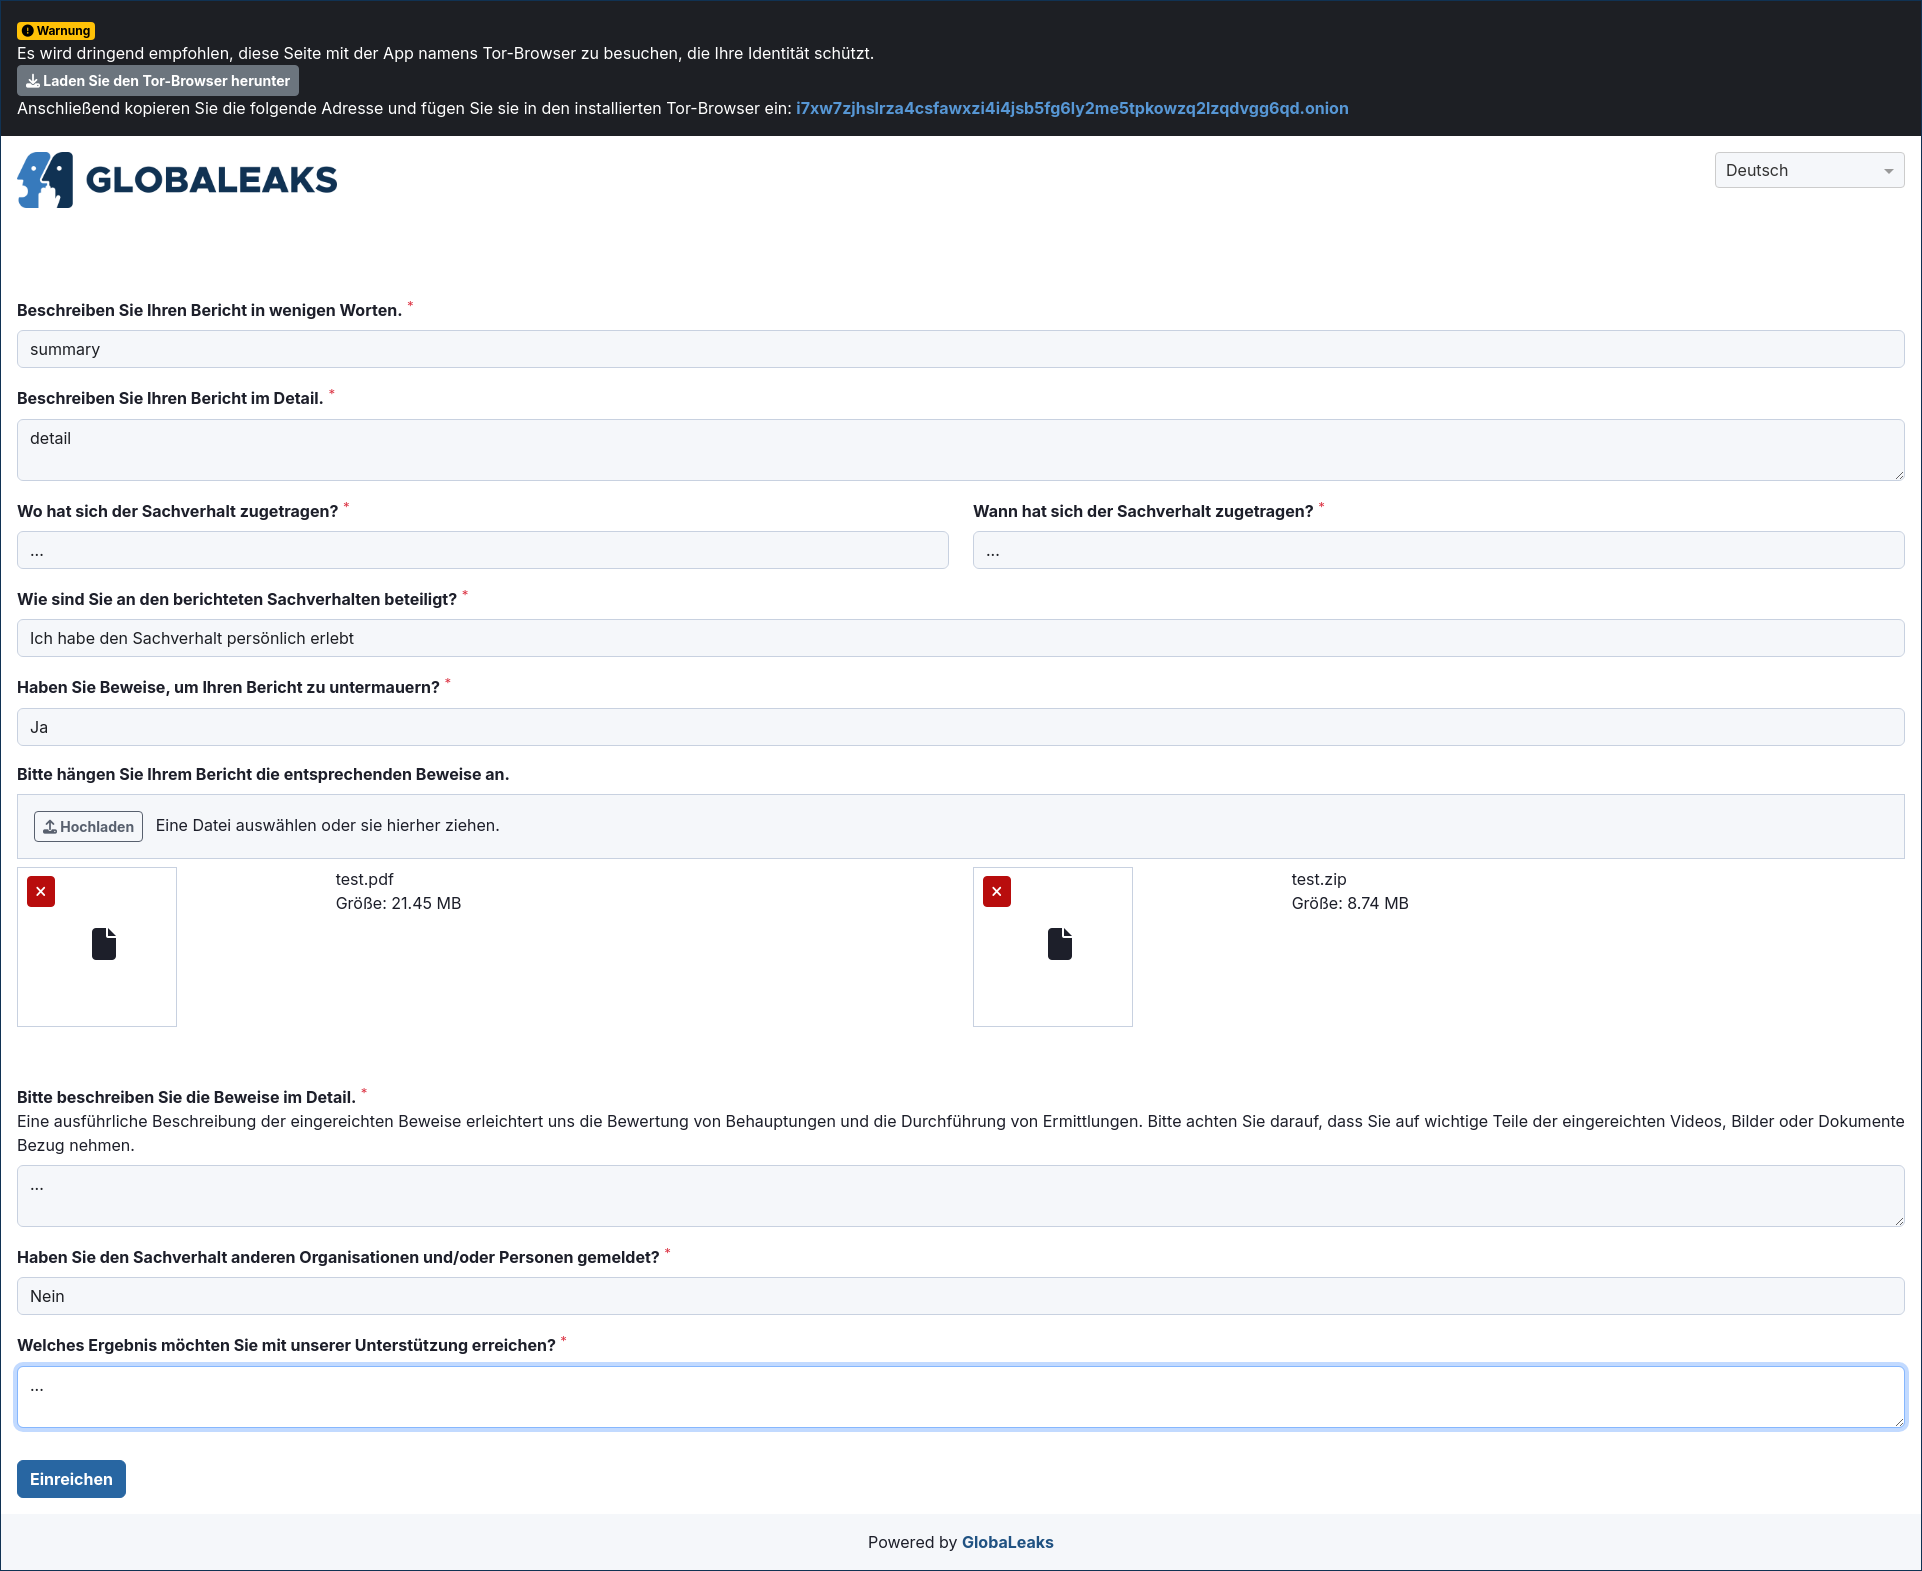 Warnung
Es wird dringend empfohlen, diese Seite mit der App namens Tor-Browser zu besuchen, die Ihre Identität schützt.
Laden Sie den Tor-Browser herunter
Anschließend kopieren Sie die folgende Adresse und fügen Sie sie in den installierten Tor-Browser ein: i7xw7zjhslrza4csfawxzi4i4jsb5fg6ly2me5tpkowzq2lzqdvgg6qd.onion
GLOBALEAKS
Deutsch
Beschreiben Sie Ihren Bericht in wenigen Worten. *
summary
Beschreiben Sie Ihren Bericht im Detail. *
detail
Wo hat sich der Sachverhalt zugetragen? *
...
Wann hat sich der Sachverhalt zugetragen? *
...
Wie sind Sie an den berichteten Sachverhalten beteiligt? *
Ich habe den Sachverhalt persönlich erlebt
Haben Sie Beweise, um Ihren Bericht zu untermauern? *
Ja
Bitte hängen Sie Ihrem Bericht die entsprechenden Beweise an.
Hochladen Eine Datei auswählen oder sie hierher ziehen.
test.pdf
Größe: 21.45 MB
test.zip
Größe: 8.74 MB
Bitte beschreiben Sie die Beweise im Detail. *
Eine ausführliche Beschreibung der eingereichten Beweise erleichtert uns die Bewertung von Behauptungen und die Durchführung von Ermittlungen. Bitte achten Sie darauf, dass Sie auf wichtige Teile der eingereichten Videos, Bilder oder Dokumente
Bezug nehmen.
...
Haben Sie den Sachverhalt anderen Organisationen und/oder Personen gemeldet? *
Nein
Welches Ergebnis möchten Sie mit unserer Unterstützung erreichen? *
...
Einreichen
Powered by GlobaLeaks